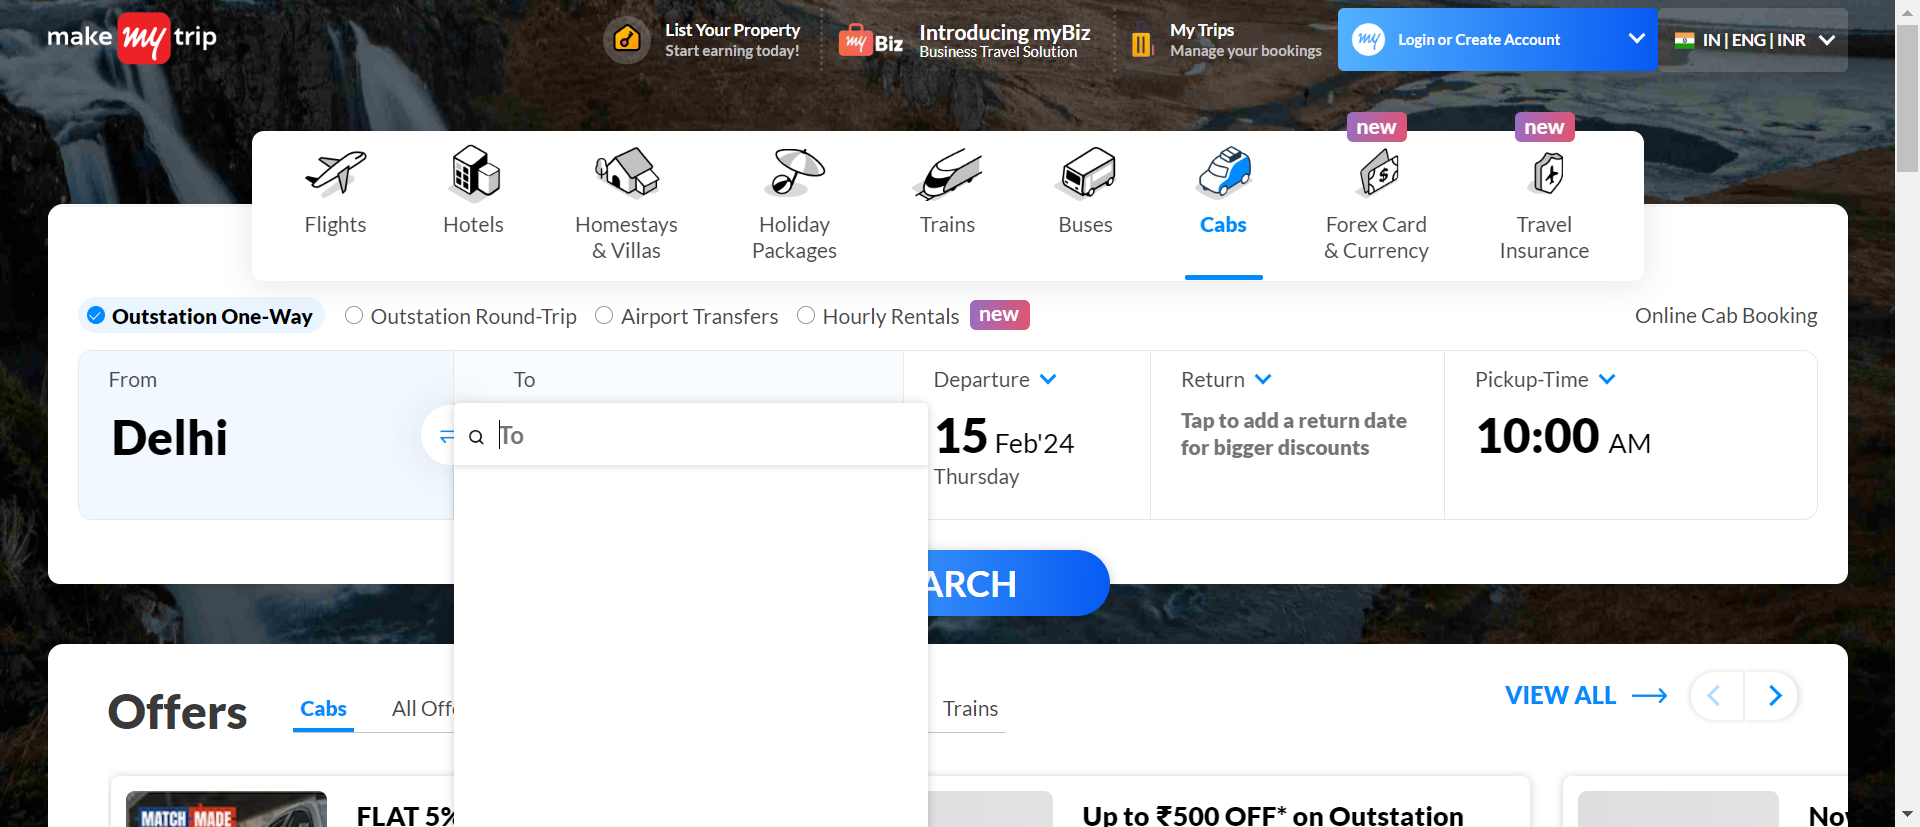 make my trip
List Your Property
Start earning today!
my Biz
Introducing myBiz
Business Travel Solution
My Trips
Manage your bookings
my
Login or Create Account
IN | ENG | INR
new
new
Flights
Hotels
Homestays
& Villas
Holiday
Packages
Trains
Buses
Cabs
Forex Card
& Currency
Travel
Insurance
Outstation One-Way
Outstation Round-Trip
Airport Transfers
Hourly Rentals
new
Online Cab Booking
From
Delhi
To
To
Departure
15 Feb'24
Thursday
Return
Tap to add a return date
for bigger discounts
Pickup-Time
10:00 AM
ARCH
Offers
Cabs
All Off
Trains
VIEW ALL
MATCH MADE
FLAT 5%
Up to ₹500 OFF* on Outstation
No